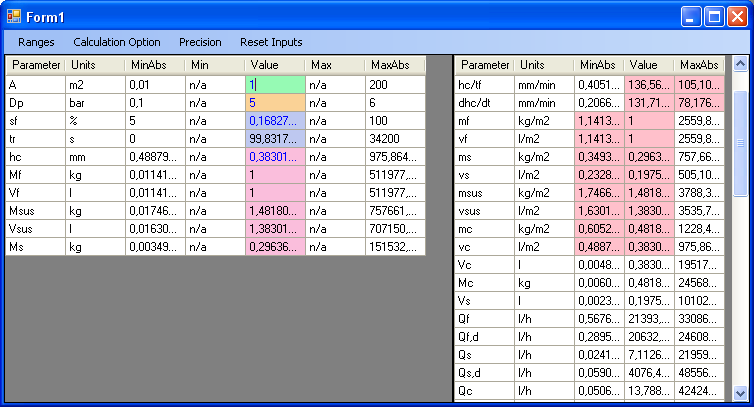 Form1
Ranges Calculation Option Precision Reset Inputs
Parameter Units MinAbs Min Value Max MaxAbs
A m2 0,01 n/a 1 n/a 200
Dp bar 0,1 n/a 5 n/a 6
sf % 5 n/a 0,16827... n/a 100
tr s 0 n/a 99,8317... n/a 34200
hc mm 0,48879... n/a 0,38301... n/a 975,864...
Mf kg 0,01141... n/a 1 n/a 511977,...
Vf l 0,01141... n/a 1 n/a 511977,...
Msus kg 0,01746... n/a 1,48180... n/a 757661,...
Vsus l 0,01630... n/a 1,38301... n/a 707150,...
Ms kg 0,00349... n/a 0,29636... n/a 151532,...
Parameter Units MinAbs Value MaxAbs
hc/tf mm/min 0,4051... 136,56... 105,10...
dhc/dt mm/min 0,2066... 131,71... 78,176...
mf kg/m2 1,1413... 1 2559,8...
vf l/m2 1,1413... 1 2559,8...
ms kg/m2 0,3493... 0,2963... 757,66...
vs l/m2 0,2328... 0,1975... 505,10...
msus kg/m2 1,7466... 1,4818... 3788,3...
vsus l/m2 1,6301... 1,3830... 3535,7...
mc kg/m2 0,6052... 0,4818... 1228,4...
vc l/m2 0,4887... 0,3830... 975,86...
Vc l 0,0048... 0,3830... 19517...
Mc kg 0,0060... 0,4818... 24568...
Vs l 0,0023... 0,1975... 10102...
Qf l/h 0,5676... 21393,... 33086...
Qf,d l/h 0,2895... 20632,... 24608...
Qs l/h 0,0241... 7,1126... 21959...
Qs,d l/h 0,0590... 4076,4... 48556...
Qc l/h 0,0506... 13,788... 42424...